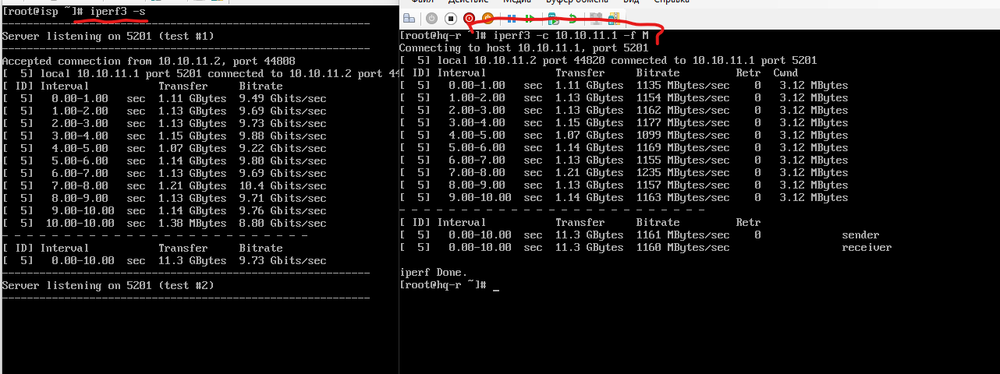 [root@isp ~]# iperf3 -s
-----------------------------------------------------------
Server listening on 5201 (test #1)
-----------------------------------------------------------
Accepted connection from 10.10.11.2, port 44808
[  5] local 10.10.11.1 port 5201 connected to 10.10.11.2 port 44
[ ID] Interval           Transfer     Bitrate
[  5]   0.00-1.00   sec  1.11 GBytes  9.49 Gbits/sec
[  5]   1.00-2.00   sec  1.13 GBytes  9.69 Gbits/sec
[  5]   2.00-3.00   sec  1.13 GBytes  9.73 Gbits/sec
[  5]   3.00-4.00   sec  1.15 GBytes  9.88 Gbits/sec
[  5]   4.00-5.00   sec  1.07 GBytes  9.22 Gbits/sec
[  5]   5.00-6.00   sec  1.14 GBytes  9.80 Gbits/sec
[  5]   6.00-7.00   sec  1.13 GBytes  9.69 Gbits/sec
[  5]   7.00-8.00   sec  1.21 GBytes  10.4 Gbits/sec
[  5]   8.00-9.00   sec  1.13 GBytes  9.71 Gbits/sec
[  5]   9.00-10.00  sec  1.14 GBytes  9.76 Gbits/sec
[  5]  10.00-10.00  sec  1.38 MBytes  8.80 Gbits/sec
- - - - - - - - - - - - - - - - - - - - - - - - -
[ ID] Interval           Transfer     Bitrate
[  5]   0.00-10.00  sec  11.3 GBytes  9.73 Gbits/sec
-----------------------------------------------------------
Server listening on 5201 (test #2)
-----------------------------------------------------------
Файл Действие Медиа Буфер обмена Вид Справка
[root@hq-r ~]# iperf3 -c 10.10.11.1 -f M
Connecting to host 10.10.11.1, port 5201
[  5] local 10.10.11.2 port 44820 connected to 10.10.11.1 port 5201
[ ID] Interval           Transfer     Bitrate         Retr  Cwnd
[  5]   0.00-1.00   sec  1.11 GBytes  1135 MBytes/sec    0   3.12 MBytes
[  5]   1.00-2.00   sec  1.13 GBytes  1154 MBytes/sec    0   3.12 MBytes
[  5]   2.00-3.00   sec  1.13 GBytes  1162 MBytes/sec    0   3.12 MBytes
[  5]   3.00-4.00   sec  1.15 GBytes  1177 MBytes/sec    0   3.12 MBytes
[  5]   4.00-5.00   sec  1.07 GBytes  1099 MBytes/sec    0   3.12 MBytes
[  5]   5.00-6.00   sec  1.14 GBytes  1169 MBytes/sec    0   3.12 MBytes
[  5]   6.00-7.00   sec  1.13 GBytes  1155 MBytes/sec    0   3.12 MBytes
[  5]   7.00-8.00   sec  1.21 GBytes  1235 MBytes/sec    0   3.12 MBytes
[  5]   8.00-9.00   sec  1.13 GBytes  1157 MBytes/sec    0   3.12 MBytes
[  5]   9.00-10.00  sec  1.14 GBytes  1163 MBytes/sec    0   3.12 MBytes
- - - - - - - - - - - - - - - - - - - - - - - - -
[ ID] Interval           Transfer     Bitrate         Retr
[  5]   0.00-10.00  sec  11.3 GBytes  1161 MBytes/sec    0             sender
[  5]   0.00-10.00  sec  11.3 GBytes  1160 MBytes/sec                  receiver
iperf Done.
[root@hq-r ~]# _